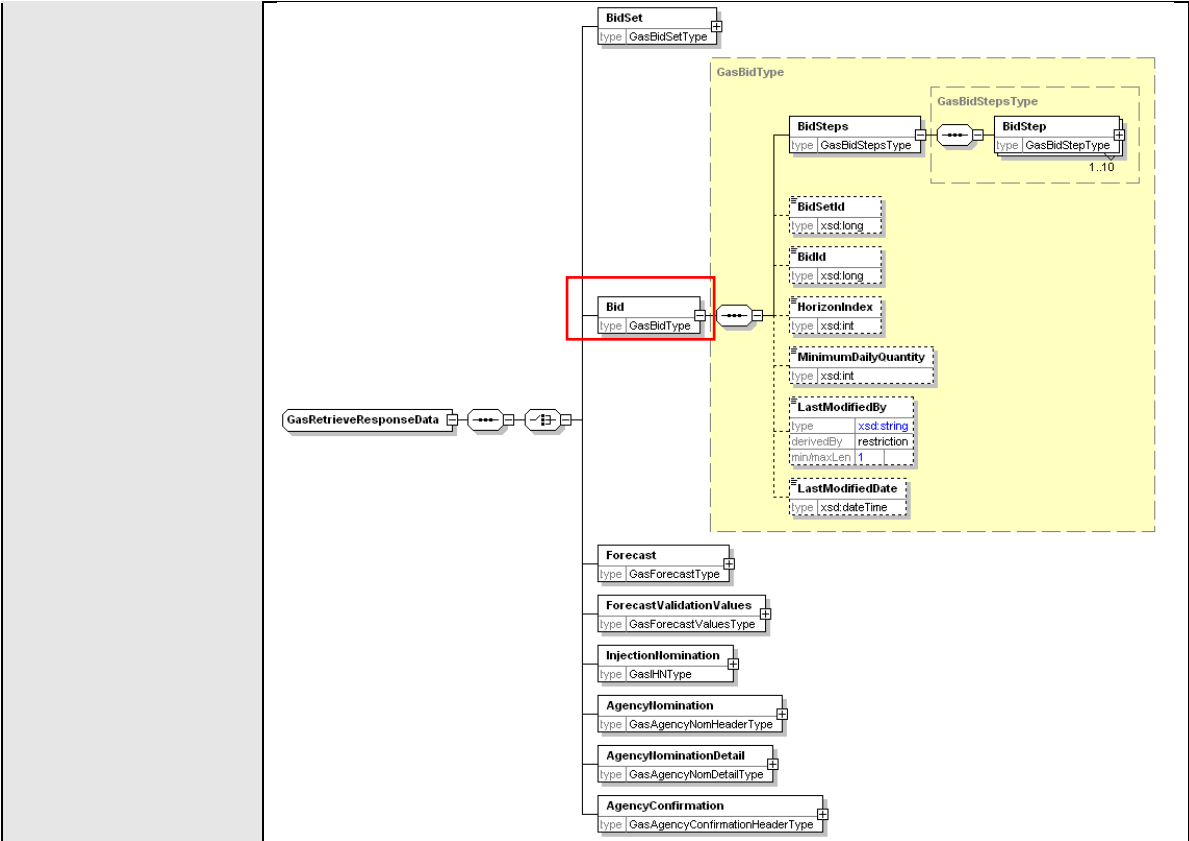 BidSet
type GasBidSetType
GasBidType
GasBidStepsType
BidSteps
type GasBidStepsType
BidStep
type GasBidStepType
1..10
BidSetId
type xsd:long
BidId
type xsd:long
Bid
type GasBidType
HorizonIndex
type xsd:int
MinimumDailyQuantity
type xsd:int
LastModifiedBy
type xsd:string
derivedBy restriction
min/maxLen 1
LastModifiedDate
type xsd:dateTime
GasRetrieveResponseData
Forecast
type GasForecastType
ForecastValidationValues
type GasForecastValuesType
InjectionNomination
type GasIHNType
AgencyNomination
type GasAgencyNomHeaderType
AgencyNominationDetail
type GasAgencyNomDetailType
AgencyConfirmation
type GasAgencyConfirmationHeaderType